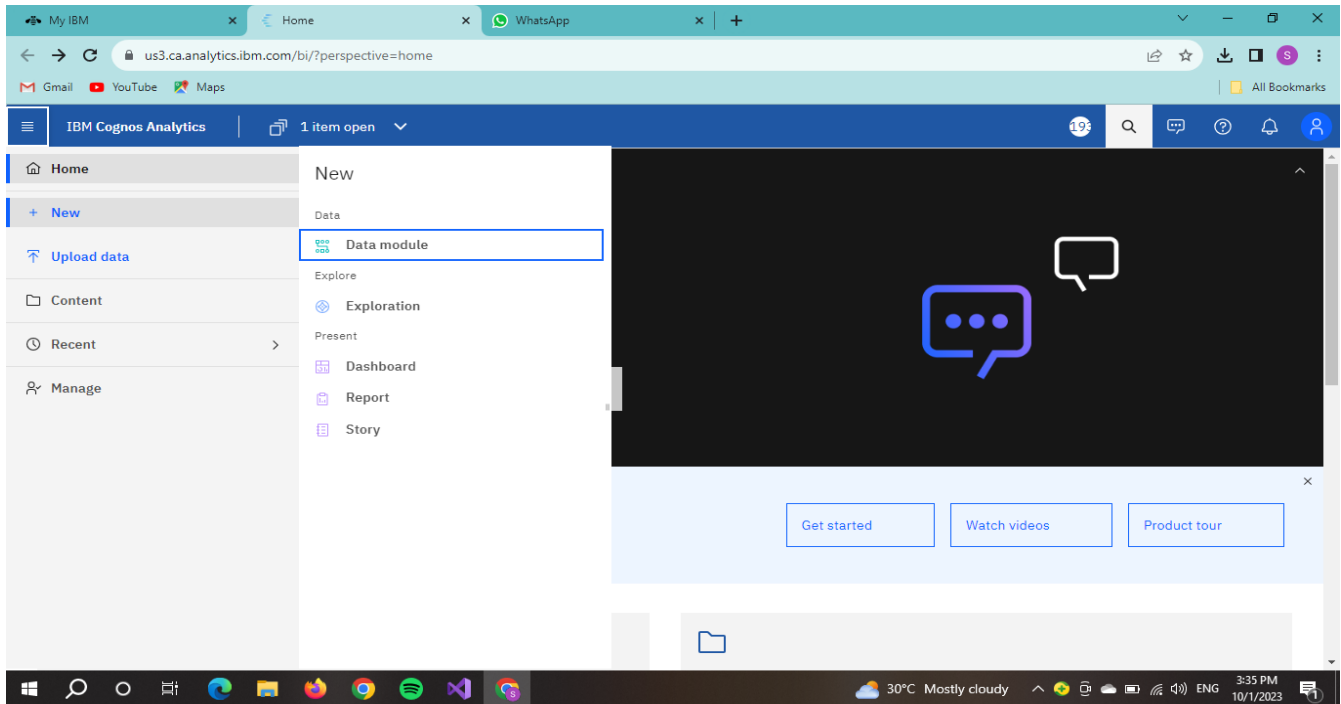 My IBM
Home
WhatsApp
us3.ca.analytics.ibm.com/bi/?perspective=home
S
Gmail YouTube Maps All Bookmarks
IBM Cognos Analytics 1 item open 193
Home
New
Upload data
Content
Recent
Manage
New
Data
Data module
Explore
Exploration
Present
Dashboard
Report
Story
Get started Watch videos Product tour
30°C Mostly cloudy ENG 3:35 PM
10/1/2023
1